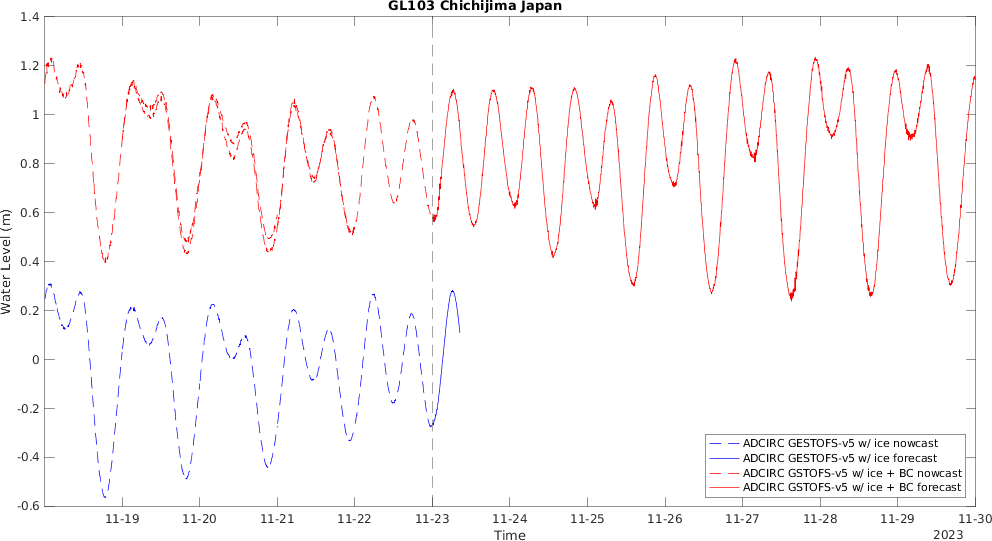 GL103 Chichijima Japan
1.4
1.2
1
0.8
0.6
0.4
0.2
0
-0.2
-0.4
-0.6
Water Level (m)
ADCIRC GESTOFS-v5 w/ ice nowcast
ADCIRC GESTOFS-v5 w/ ice forecast
ADCIRC GSTOFS-v5 w/ ice + BC nowcast
ADCIRC GSTOFS-v5 w/ ice + BC forecast
11-19 11-20 11-21 11-22 11-23 11-24 11-25 11-26 11-27 11-28 11-29 11-30
Time
2023